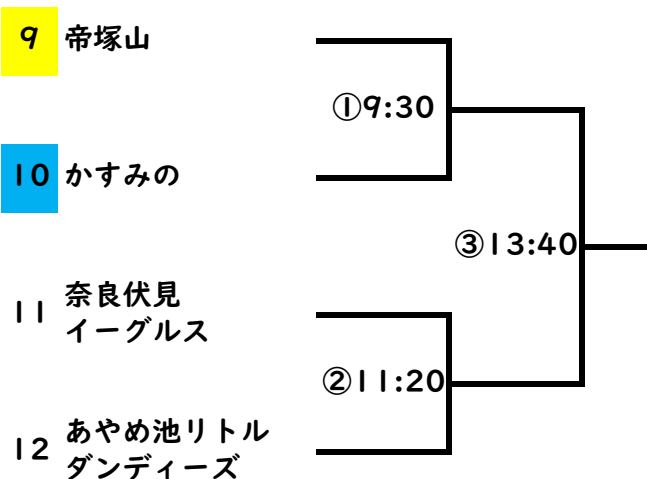 9 帝塚山
①9:30
10 かすみの
③13:40
11 奈良伏見
イーグルス
②11:20
12 あやめ池リトル
ダンディーズ